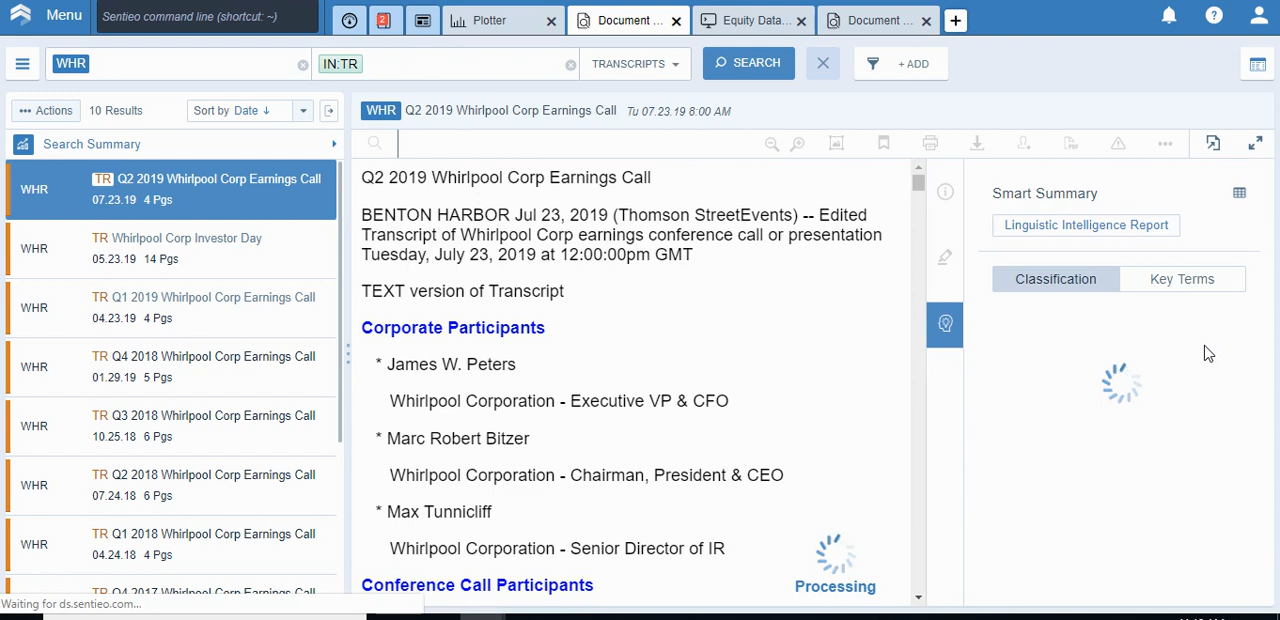 Menu
Sentieo command line (shortcut: ~)
2
Plotter
Document ...
Equity Data...
Document ...
WHR
IN:TR
TRANSCRIPTS
SEARCH
+ ADD
Actions
10 Results
Sort by Date
WHR Q2 2019 Whirlpool Corp Earnings Call Tu 07.23.19 8:00 AM
Search Summary
WHR
TR Q2 2019 Whirlpool Corp Earnings Call
07.23.19 4 Pgs
WHR
TR Whirlpool Corp Investor Day
05.23.19 14 Pgs
WHR
TR Q1 2019 Whirlpool Corp Earnings Call
04.23.19 4 Pgs
WHR
TR Q4 2018 Whirlpool Corp Earnings Call
01.29.19 5 Pgs
WHR
TR Q3 2018 Whirlpool Corp Earnings Call
10.25.18 6 Pgs
WHR
TR Q2 2018 Whirlpool Corp Earnings Call
07.24.18 6 Pgs
WHR
TR Q1 2018 Whirlpool Corp Earnings Call
04.24.18 4 Pgs
TR Q4 2017 Whirlpool Corp Earnings Call
Waiting for ds.sentieo.com...
Q2 2019 Whirlpool Corp Earnings Call
BENTON HARBOR Jul 23, 2019 (Thomson StreetEvents) -- Edited
Transcript of Whirlpool Corp earnings conference call or presentation
Tuesday, July 23, 2019 at 12:00:00pm GMT
TEXT version of Transcript
Corporate Participants
* James W. Peters
Whirlpool Corporation - Executive VP & CFO
* Marc Robert Bitzer
Whirlpool Corporation - Chairman, President & CEO
* Max Tunnicliff
Whirlpool Corporation - Senior Director of IR
Conference Call Participants
Processing
Smart Summary
Linguistic Intelligence Report
Classification
Key Terms